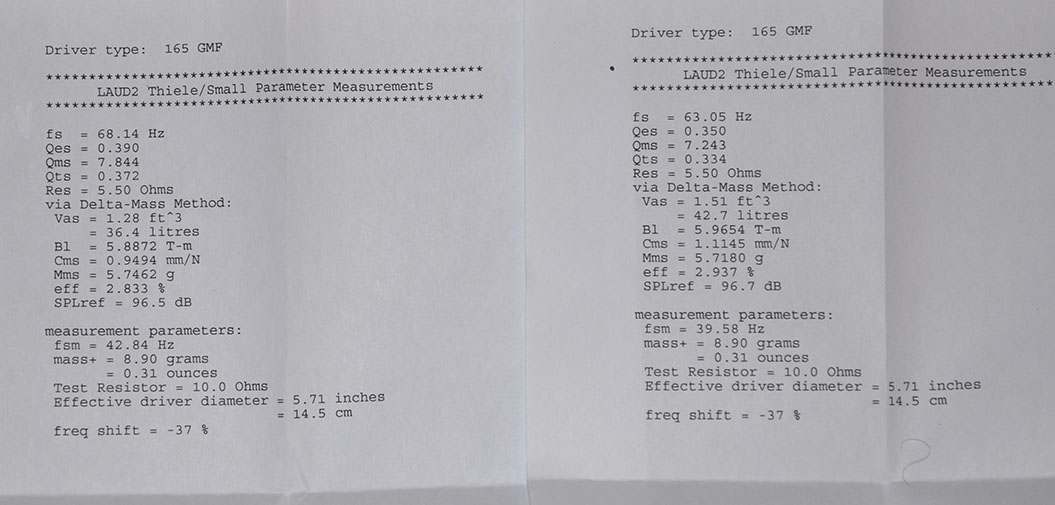 Driver type:  165 GMF
***************************************************
LAUD2 Thiele/Small Parameter Measurements
***************************************************
fs  = 68.14 Hz
Qes = 0.390
Qms = 7.844
Qts = 0.372
Res = 5.50 Ohms
via Delta-Mass Method:
Vas = 1.28 ft^3
= 36.4 litres
Bl  = 5.8872 T-m
Cms = 0.9494 mm/N
Mms = 5.7462 g
eff = 2.833 %
SPLref = 96.5 dB
measurement parameters:
fsm = 42.84 Hz
mass+ = 8.90 grams
= 0.31 ounces
Test Resistor = 10.0 Ohms
Effective driver diameter = 5.71 inches
= 14.5 cm
freq shift = -37 %
Driver type:  165 GMF
***************************************************
LAUD2 Thiele/Small Parameter Measurements
***************************************************
fs  = 63.05 Hz
Qes = 0.350
Qms = 7.243
Qts = 0.334
Res = 5.50 Ohms
via Delta-Mass Method:
Vas = 1.51 ft^3
= 42.7 litres
Bl  = 5.9654 T-m
Cms = 1.1145 mm/N
Mms = 5.7180 g
eff = 2.937 %
SPLref = 96.7 dB
measurement parameters:
fsm = 39.58 Hz
mass+ = 8.90 grams
= 0.31 ounces
Test Resistor = 10.0 Ohms
Effective driver diameter = 5.71 inches
= 14.5 cm
freq shift = -37 %